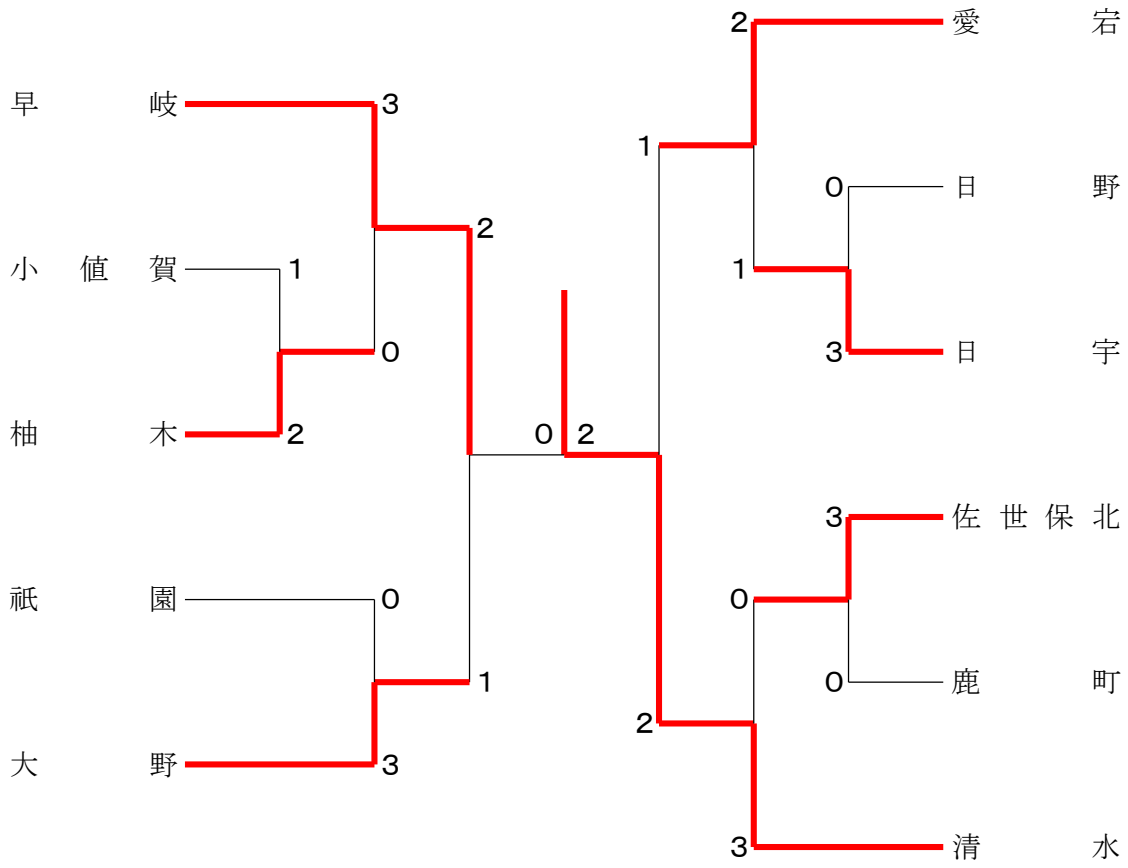 2 愛宕
早岐 3
1
0 日野
2
小値賀 1
1
0
3 日宇
柚木 2
0 2
3 佐世保北
祇園 0
0
1
0 鹿町
2
大野 3
3 清水